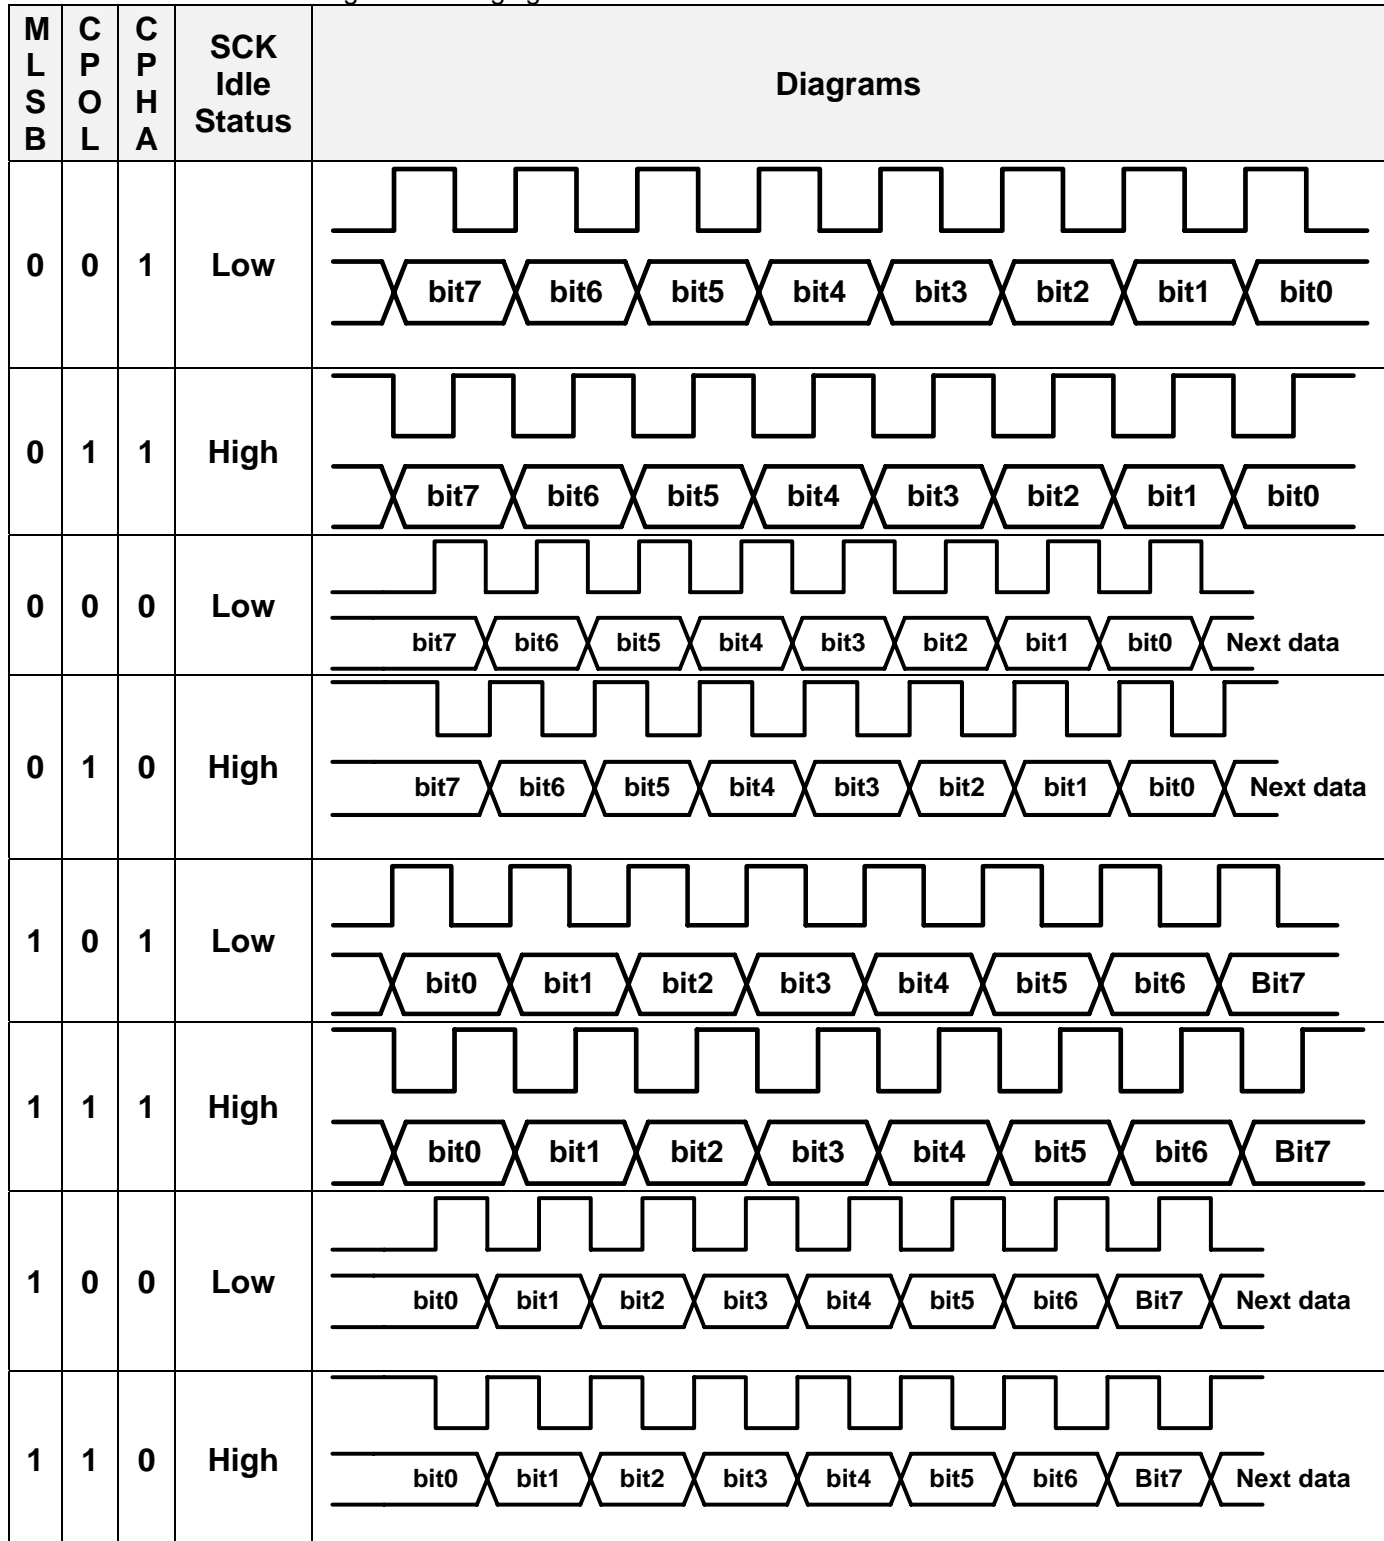 MLSB CPOL CPHA SCK Idle Status Diagrams
0 0 1 Low bit7 bit6 bit5 bit4 bit3 bit2 bit1 bit0
0 1 1 High bit7 bit6 bit5 bit4 bit3 bit2 bit1 bit0
0 0 0 Low bit7 bit6 bit5 bit4 bit3 bit2 bit1 bit0 Next data
0 1 0 High bit7 bit6 bit5 bit4 bit3 bit2 bit1 bit0 Next data
1 0 1 Low bit0 bit1 bit2 bit3 bit4 bit5 bit6 Bit7
1 1 1 High bit0 bit1 bit2 bit3 bit4 bit5 bit6 Bit7
1 0 0 Low bit0 bit1 bit2 bit3 bit4 bit5 bit6 Bit7 Next data
1 1 0 High bit0 bit1 bit2 bit3 bit4 bit5 bit6 Bit7 Next data